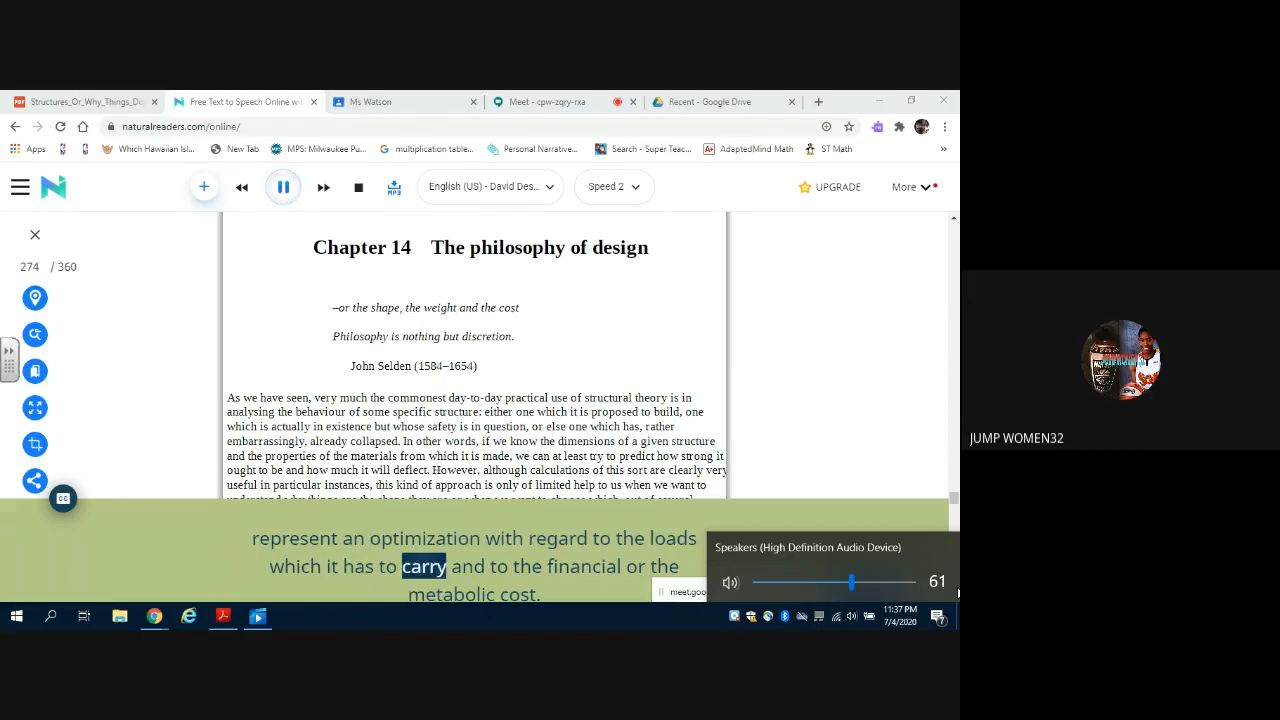 Structures_Or_Why_Things_Do
Free Text to Speech Online wit
Ms Watson
Meet - cpw-zqry-rxa
Recent - Google Drive
naturalreaders.com/online/
Apps
Which Hawaiian Isl...
New Tab
MPS: Milwaukee Pu...
multiplication table...
Personal Narrative...
Search - Super Teac...
AdaptedMind Math
ST Math
MP3
English (US) - David Des...
Speed 2
UPGRADE
More
274 / 360
Chapter 14 The philosophy of design
–or the shape, the weight and the cost
Philosophy is nothing but discretion.
John Selden (1584–1654)
As we have seen, very much the commonest day-to-day practical use of structural theory is in
analysing the behaviour of some specific structure: either one which it is proposed to build, one
which is actually in existence but whose safety is in question, or else one which has, rather
embarrassingly, already collapsed. In other words, if we know the dimensions of a given structure
and the properties of the materials from which it is made, we can at least try to predict how strong it
ought to be and how much it will deflect. However, although calculations of this sort are clearly very
useful in particular instances, this kind of approach is only of limited help to us when we want to
CC
represent an optimization with regard to the loads
which it has to carry and to the financial or the
metabolic cost.
Speakers (High Definition Audio Device)
61
meet.goo
11:37 PM
7/4/2020
7
JUMP WOMEN32